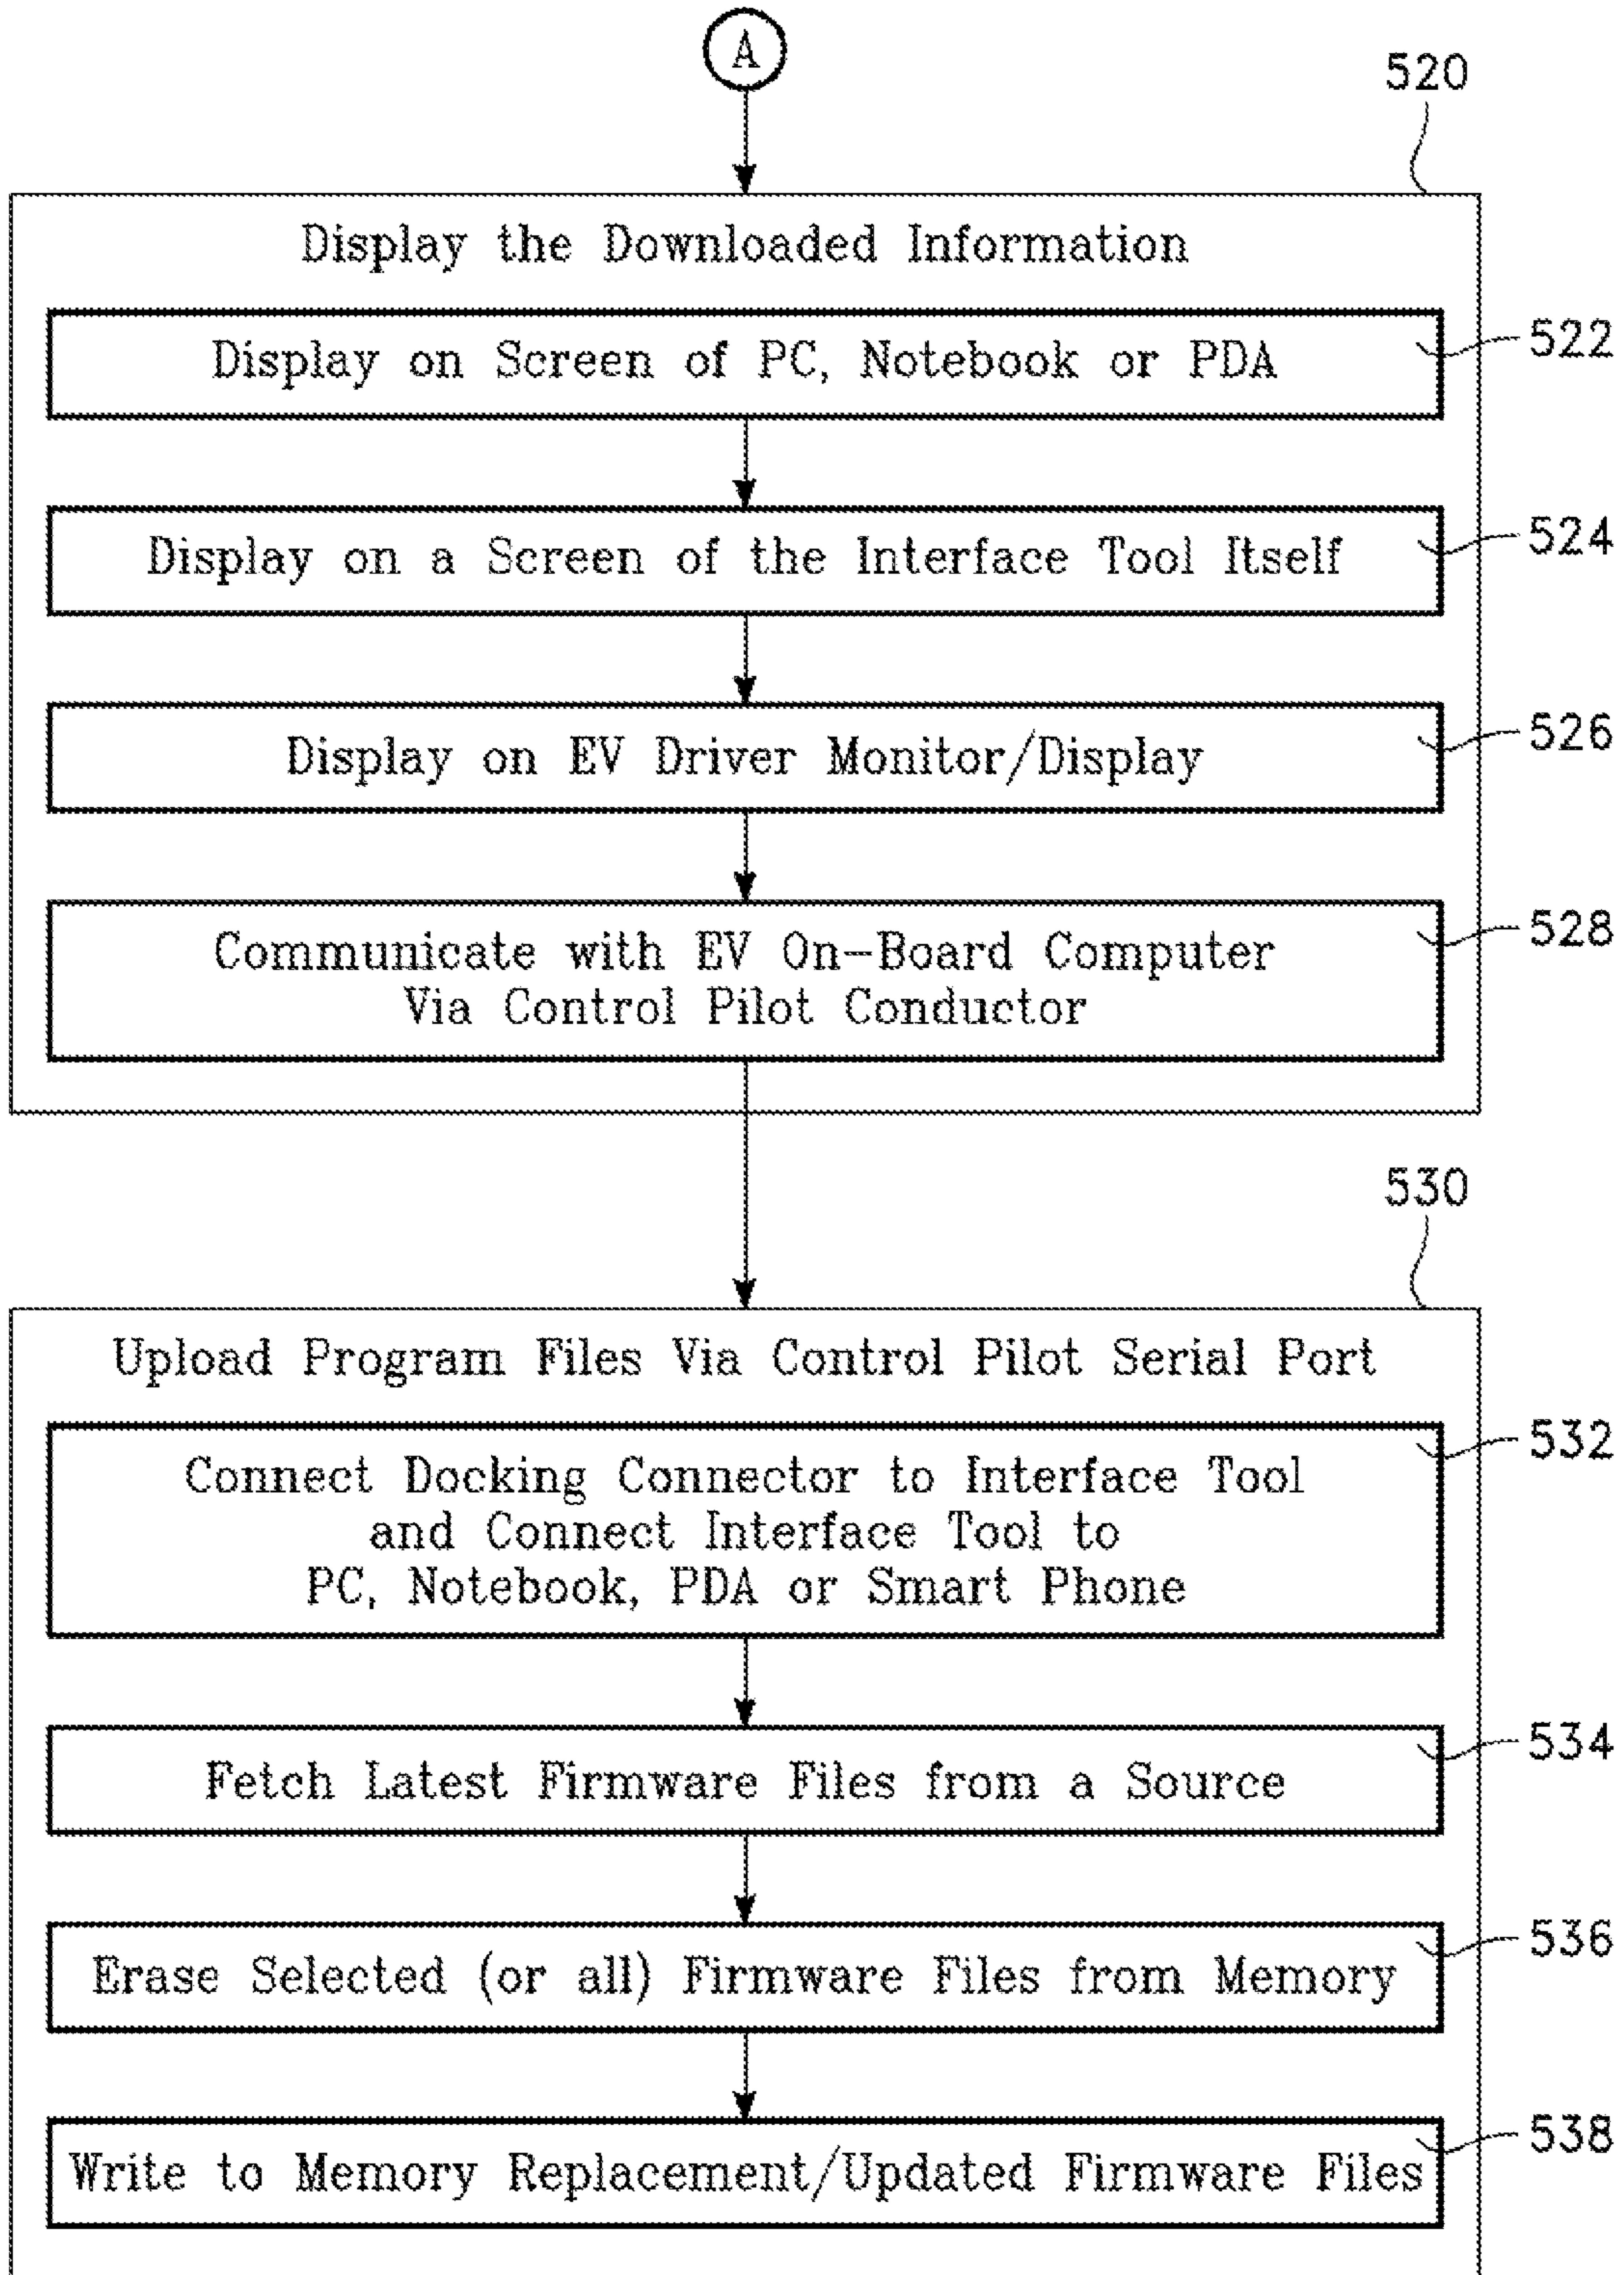 A
520
Display the Downloaded Information
Display on Screen of PC, Notebook or PDA
522
Display on a Screen of the Interface Tool Itself
524
Display on EV Driver Monitor/Display
526
Communicate with EV On-Board Computer
Via Control Pilot Conductor
528
530
Upload Program Files Via Control Pilot Serial Port
Connect Docking Connector to Interface Tool
and Connect Interface Tool to
PC, Notebook, PDA or Smart Phone
532
Fetch Latest Firmware Files from a Source
534
Erase Selected (or all) Firmware Files from Memory
536
Write to Memory Replacement/Updated Firmware Files
538